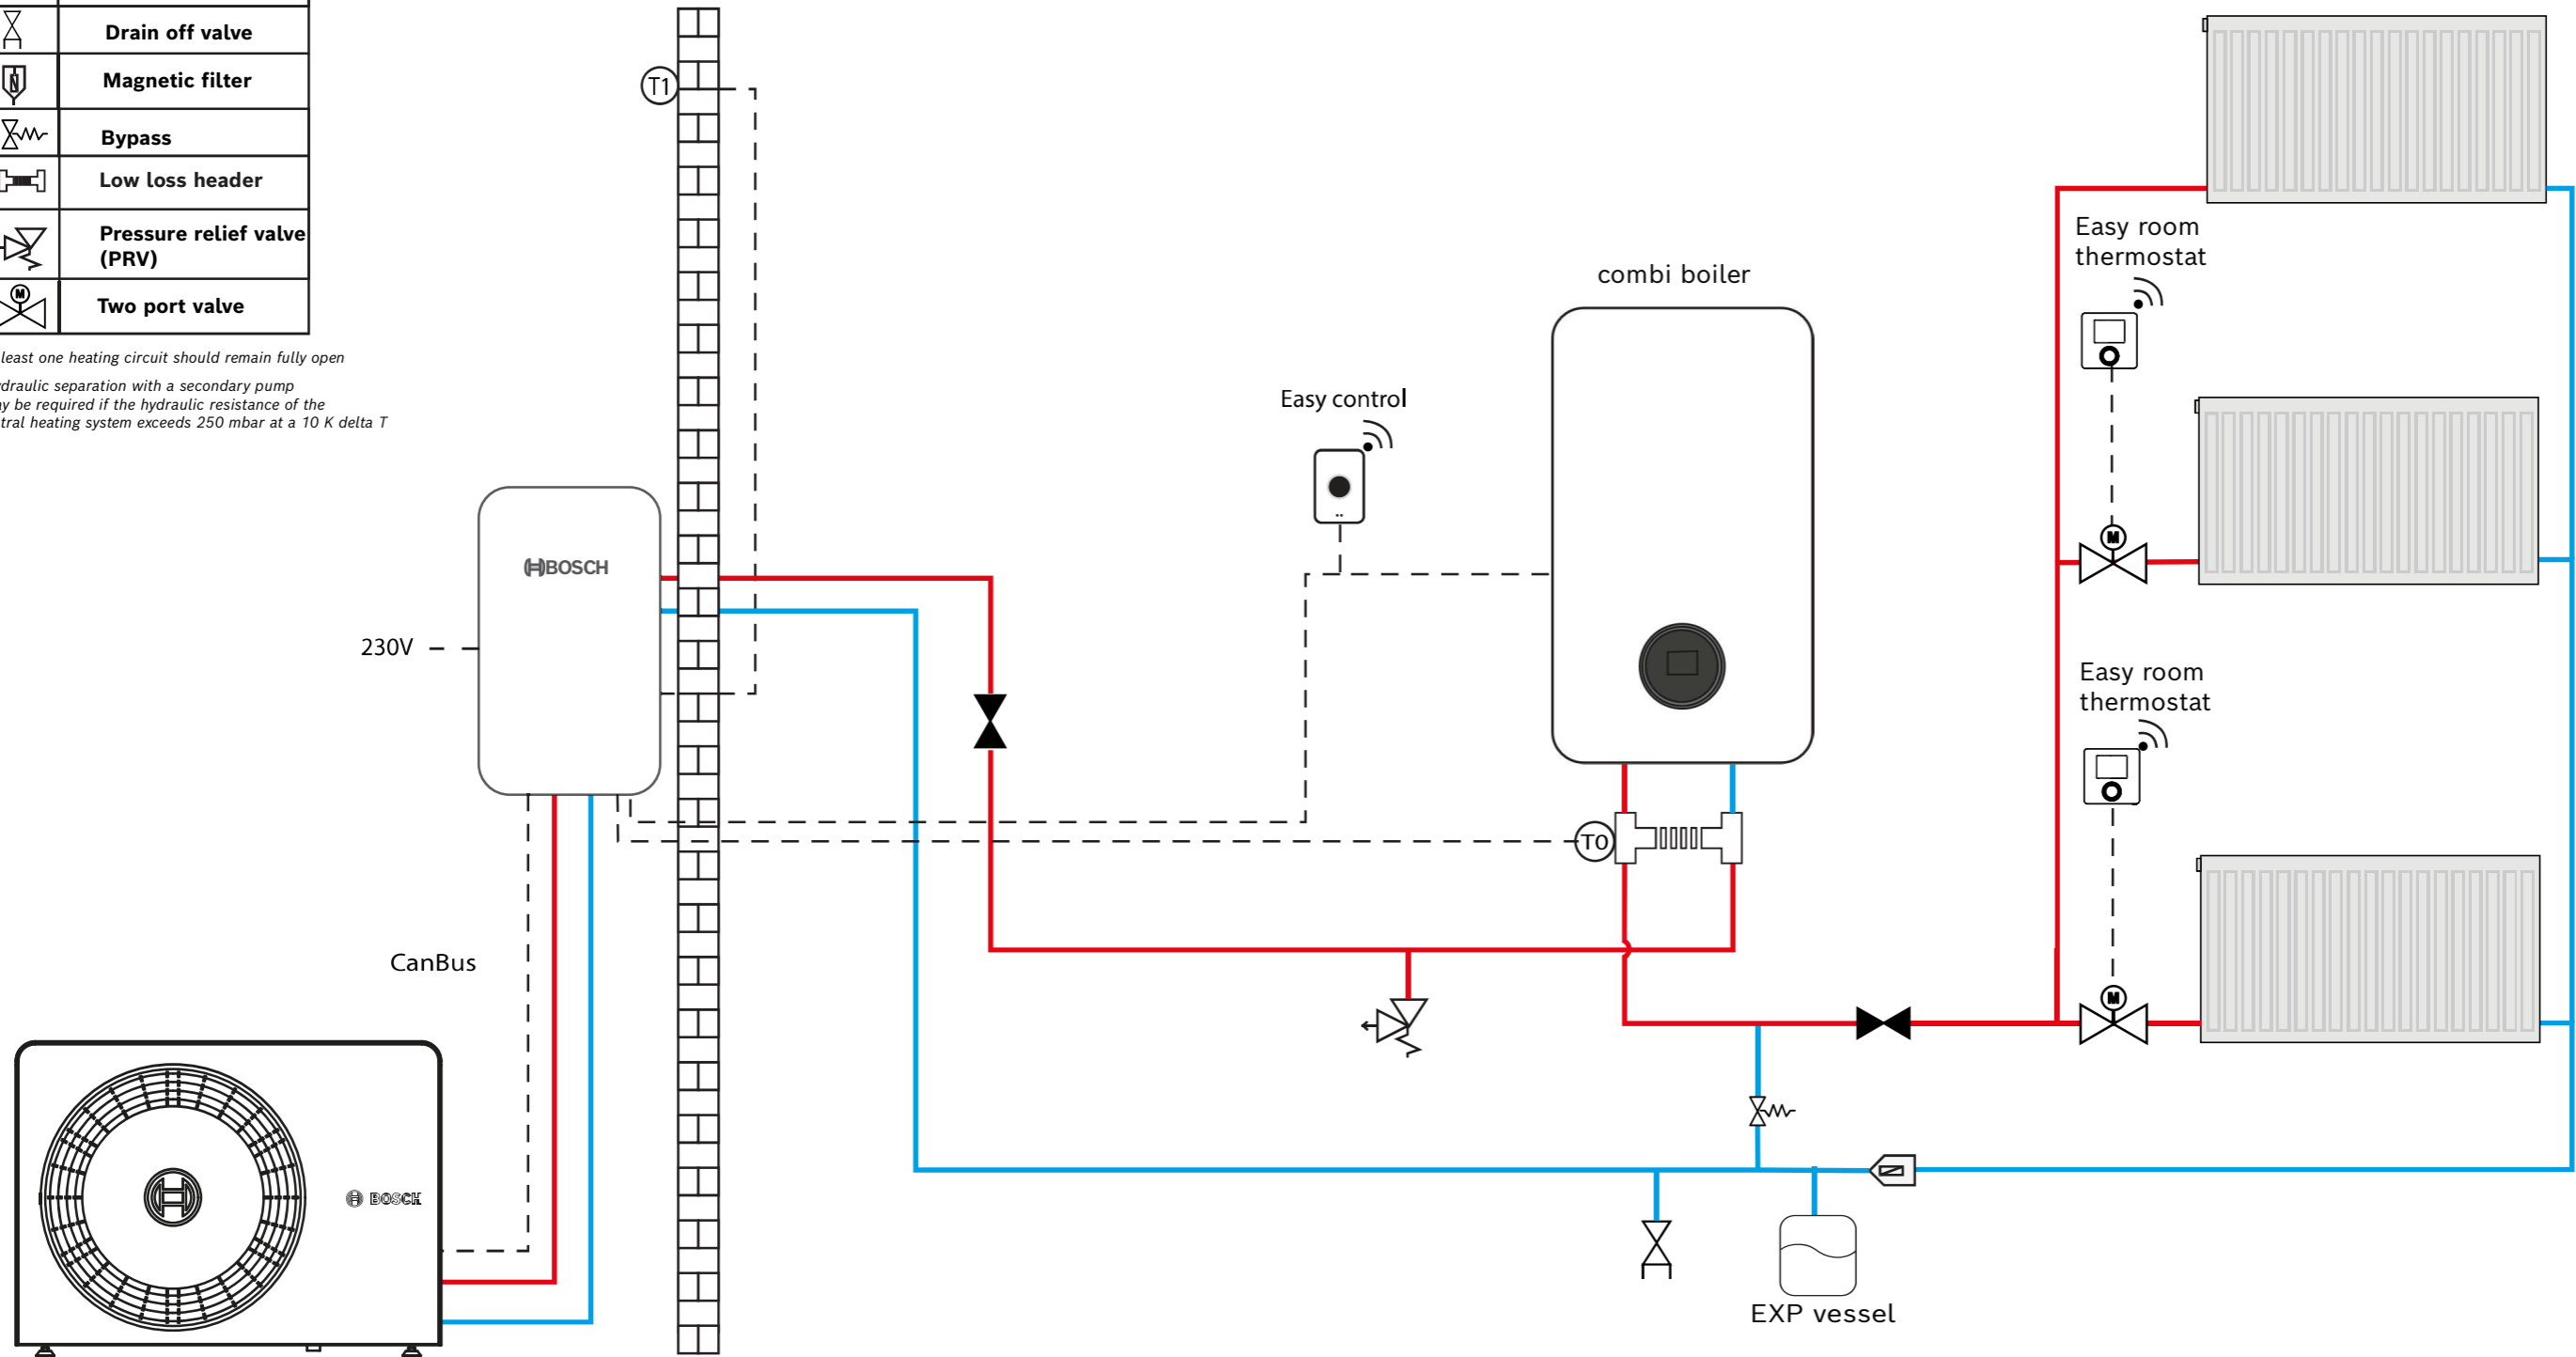 Drain off valve
Magnetic filter
Bypass
Low loss header
Pressure relief valve
(PRV)
M
Two port valve
least one heating circuit should remain fully open
draulic separation with a secondary pump
y be required if the hydraulic resistance of the
tral heating system exceeds 250 mbar at a 10 K delta T
T1
combi boiler
Easy room
thermostat
Easy control
M
BOSCH
230V
Easy room
thermostat
T0
CanBus
M
BOSCH
EXP vessel